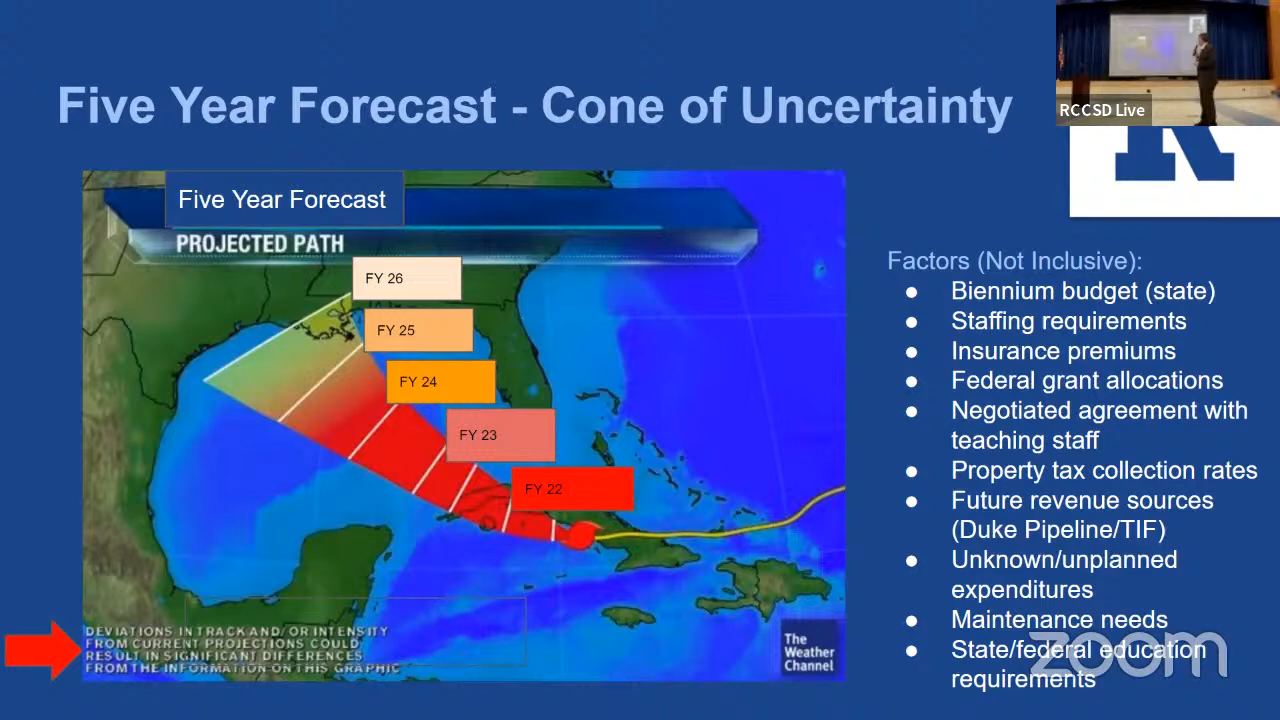 Five Year Forecast - Cone of Uncertainty
RCCSD Live
R
Five Year Forecast
PROJECTED PATH
FY 26
FY 25
FY 24
FY 23
FY 22
DEVIATIONS IN TRACK AND/OR INTENSITY
FROM CURRENT PROJECTIONS COULD
RESULT IN SIGNIFICANT DIFFERENCES
FROM THE INFORMATION ON THIS GRAPHIC
The
Weather
Channel
Factors (Not Inclusive):
● Biennium budget (state)
● Staffing requirements
● Insurance premiums
● Federal grant allocations
● Negotiated agreement with
teaching staff
● Property tax collection rates
● Future revenue sources
(Duke Pipeline/TIF)
● Unknown/unplanned
expenditures
● Maintenance needs
● State/federal education
requirements
zoom